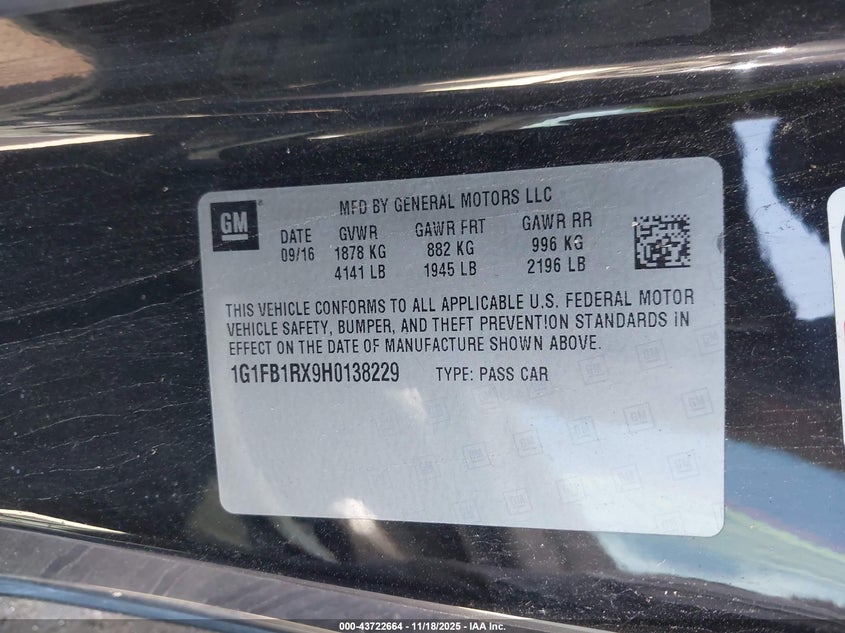 GM
MFD BY GENERAL MOTORS LLC
DATE GVWR GAWR FRT GAWR RR
09/16 1878 KG 882 KG 996 KG
4141 LB 1945 LB 2196 LB
THIS VEHICLE CONFORMS TO ALL APPLICABLE U.S. FEDERAL MOTOR
VEHICLE SAFETY, BUMPER, AND THEFT PREVENTION STANDARDS IN
EFFECT ON THE DATE OF MANUFACTURE SHOWN ABOVE.
1G1FB1RX9H0138229 TYPE: PASS CAR
000-43722664 - 11/18/2025 - IAA Inc.